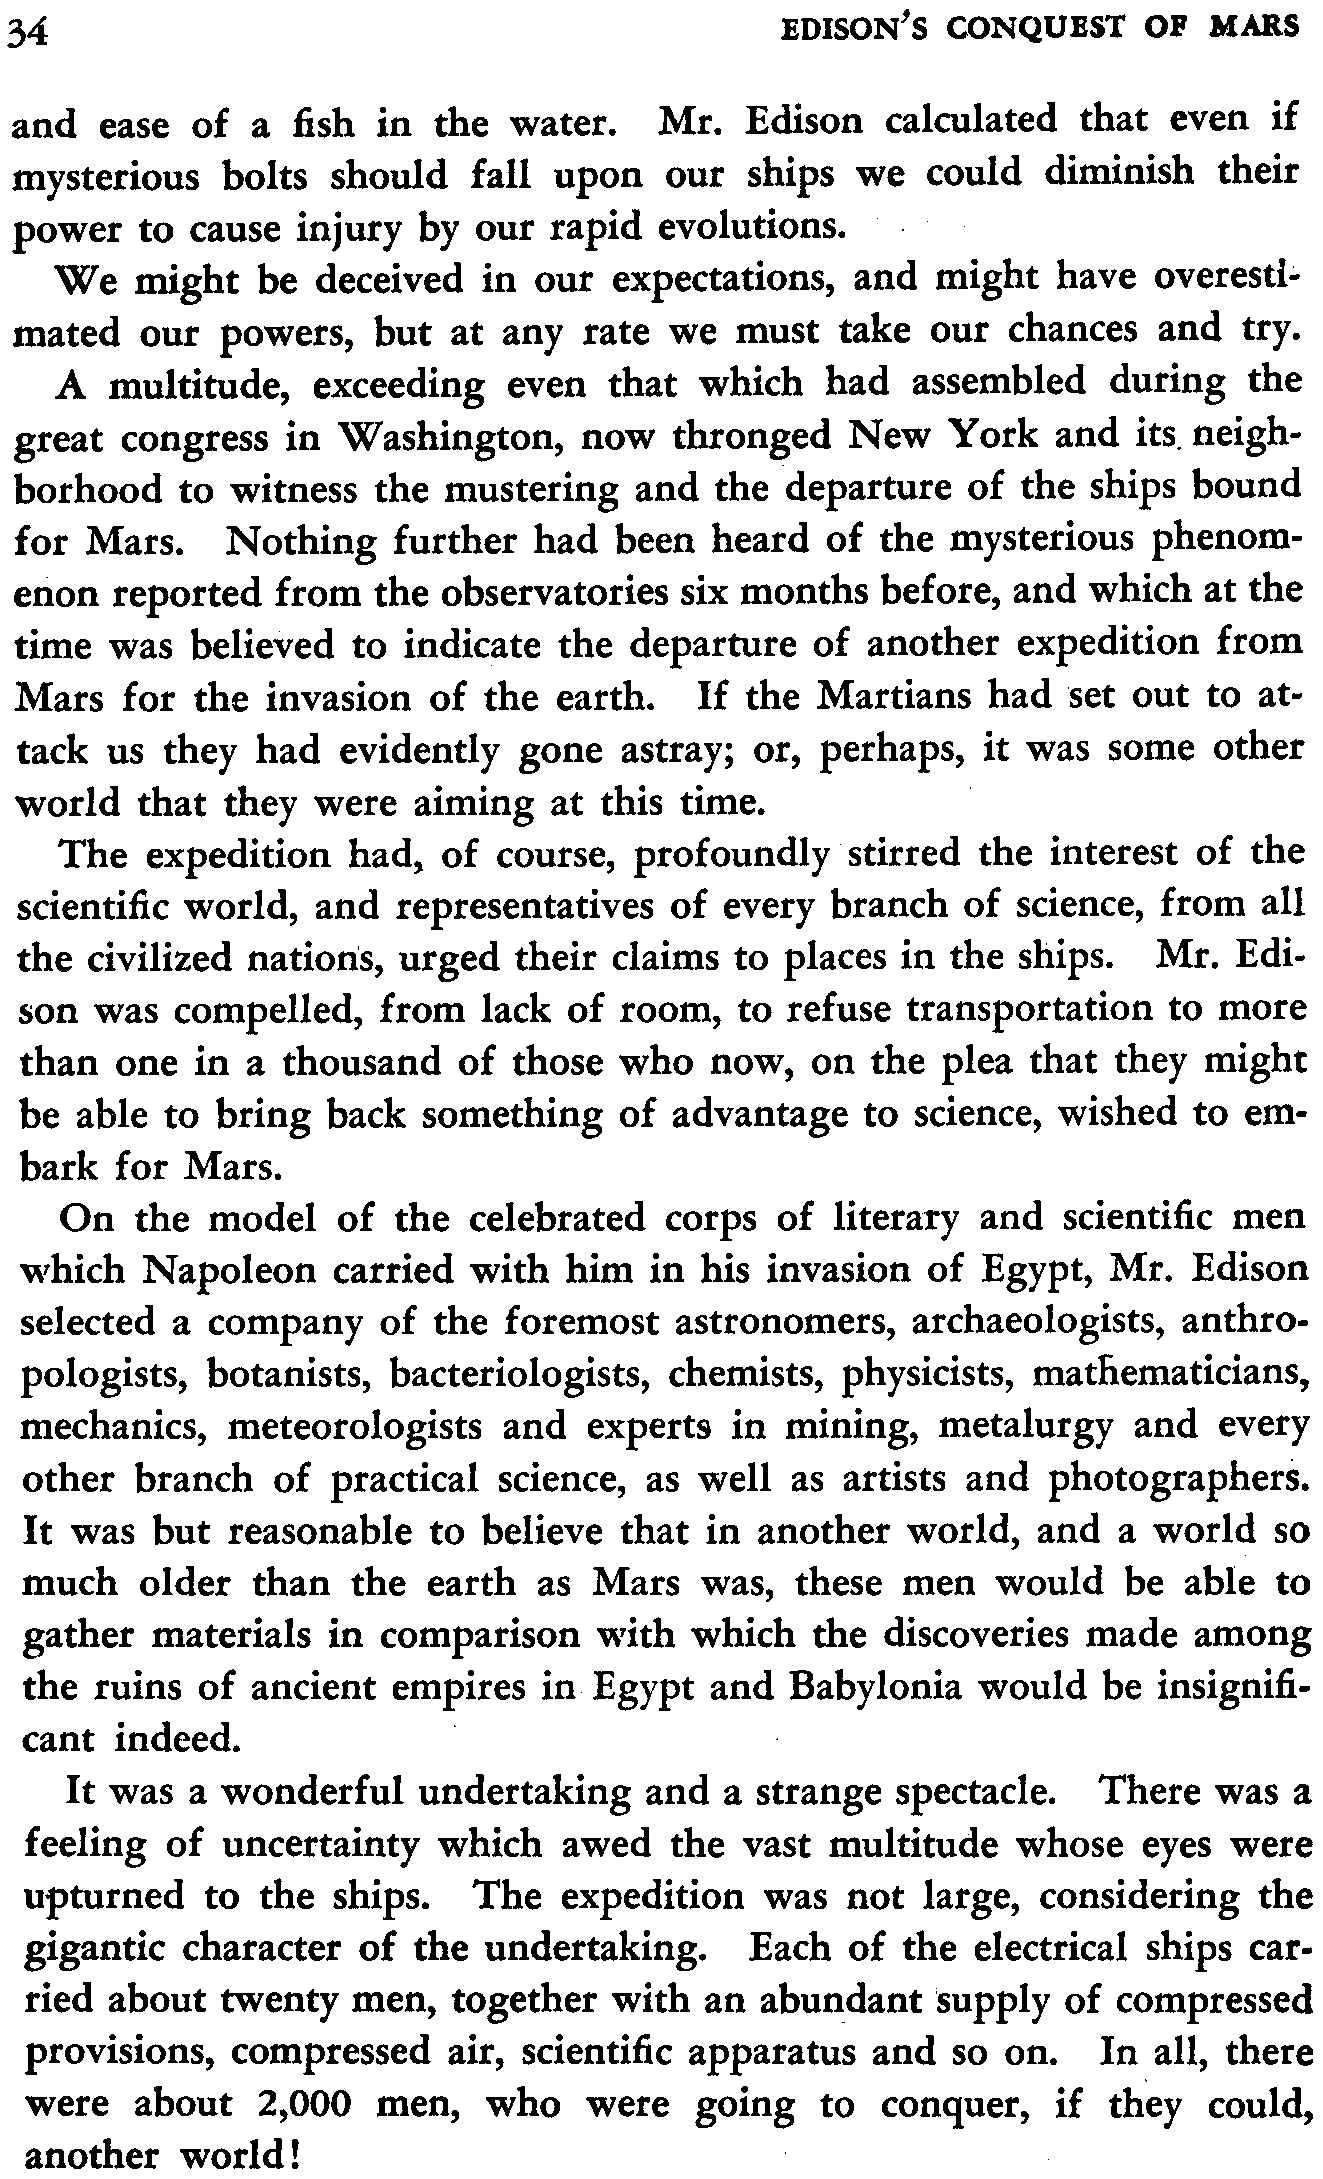 34 EDISON'S CONQUEST OF MARS
and ease of a fish in the water. Mr. Edison calculated that even if
mysterious bolts should fall upon our ships we could diminish their
power to cause injury by our rapid evolutions.
We might be deceived in our expectations, and might have overesti-
mated our powers, but at any rate we must take our chances and try.
A multitude, exceeding even that which had assembled during the
great congress in Washington, now thronged New York and its neigh-
borhood to witness the mustering and the departure of the ships bound
for Mars. Nothing further had been heard of the mysterious phenom-
enon reported from the observatories six months before, and which at the
time was believed to indicate the departure of another expedition from
Mars for the invasion of the earth. If the Martians had set out to at-
tack us they had evidently gone astray; or, perhaps, it was some other
world that they were aiming at this time.
The expedition had, of course, profoundly stirred the interest of the
scientific world, and representatives of every branch of science, from all
the civilized nations, urged their claims to places in the ships. Mr. Edi-
son was compelled, from lack of room, to refuse transportation to more
than one in a thousand of those who now, on the plea that they might
be able to bring back something of advantage to science, wished to em-
bark for Mars.
On the model of the celebrated corps of literary and scientific men
which Napoleon carried with him in his invasion of Egypt, Mr. Edison
selected a company of the foremost astronomers, archaeologists, anthro-
pologists, botanists, bacteriologists, chemists, physicists, mathematicians,
mechanics, meteorologists and experts in mining, metalurgy and every
other branch of practical science, as well as artists and photographers.
It was but reasonable to believe that in another world, and a world so
much older than the earth as Mars was, these men would be able to
gather materials in comparison with which the discoveries made among
the ruins of ancient empires in Egypt and Babylonia would be insignifi-
cant indeed.
It was a wonderful undertaking and a strange spectacle. There was a
feeling of uncertainty which awed the vast multitude whose eyes were
upturned to the ships. The expedition was not large, considering the
gigantic character of the undertaking. Each of the electrical ships car-
ried about twenty men, together with an abundant supply of compressed
provisions, compressed air, scientific apparatus and so on. In all, there
were about 2,000 men, who were going to conquer, if they could,
another world!